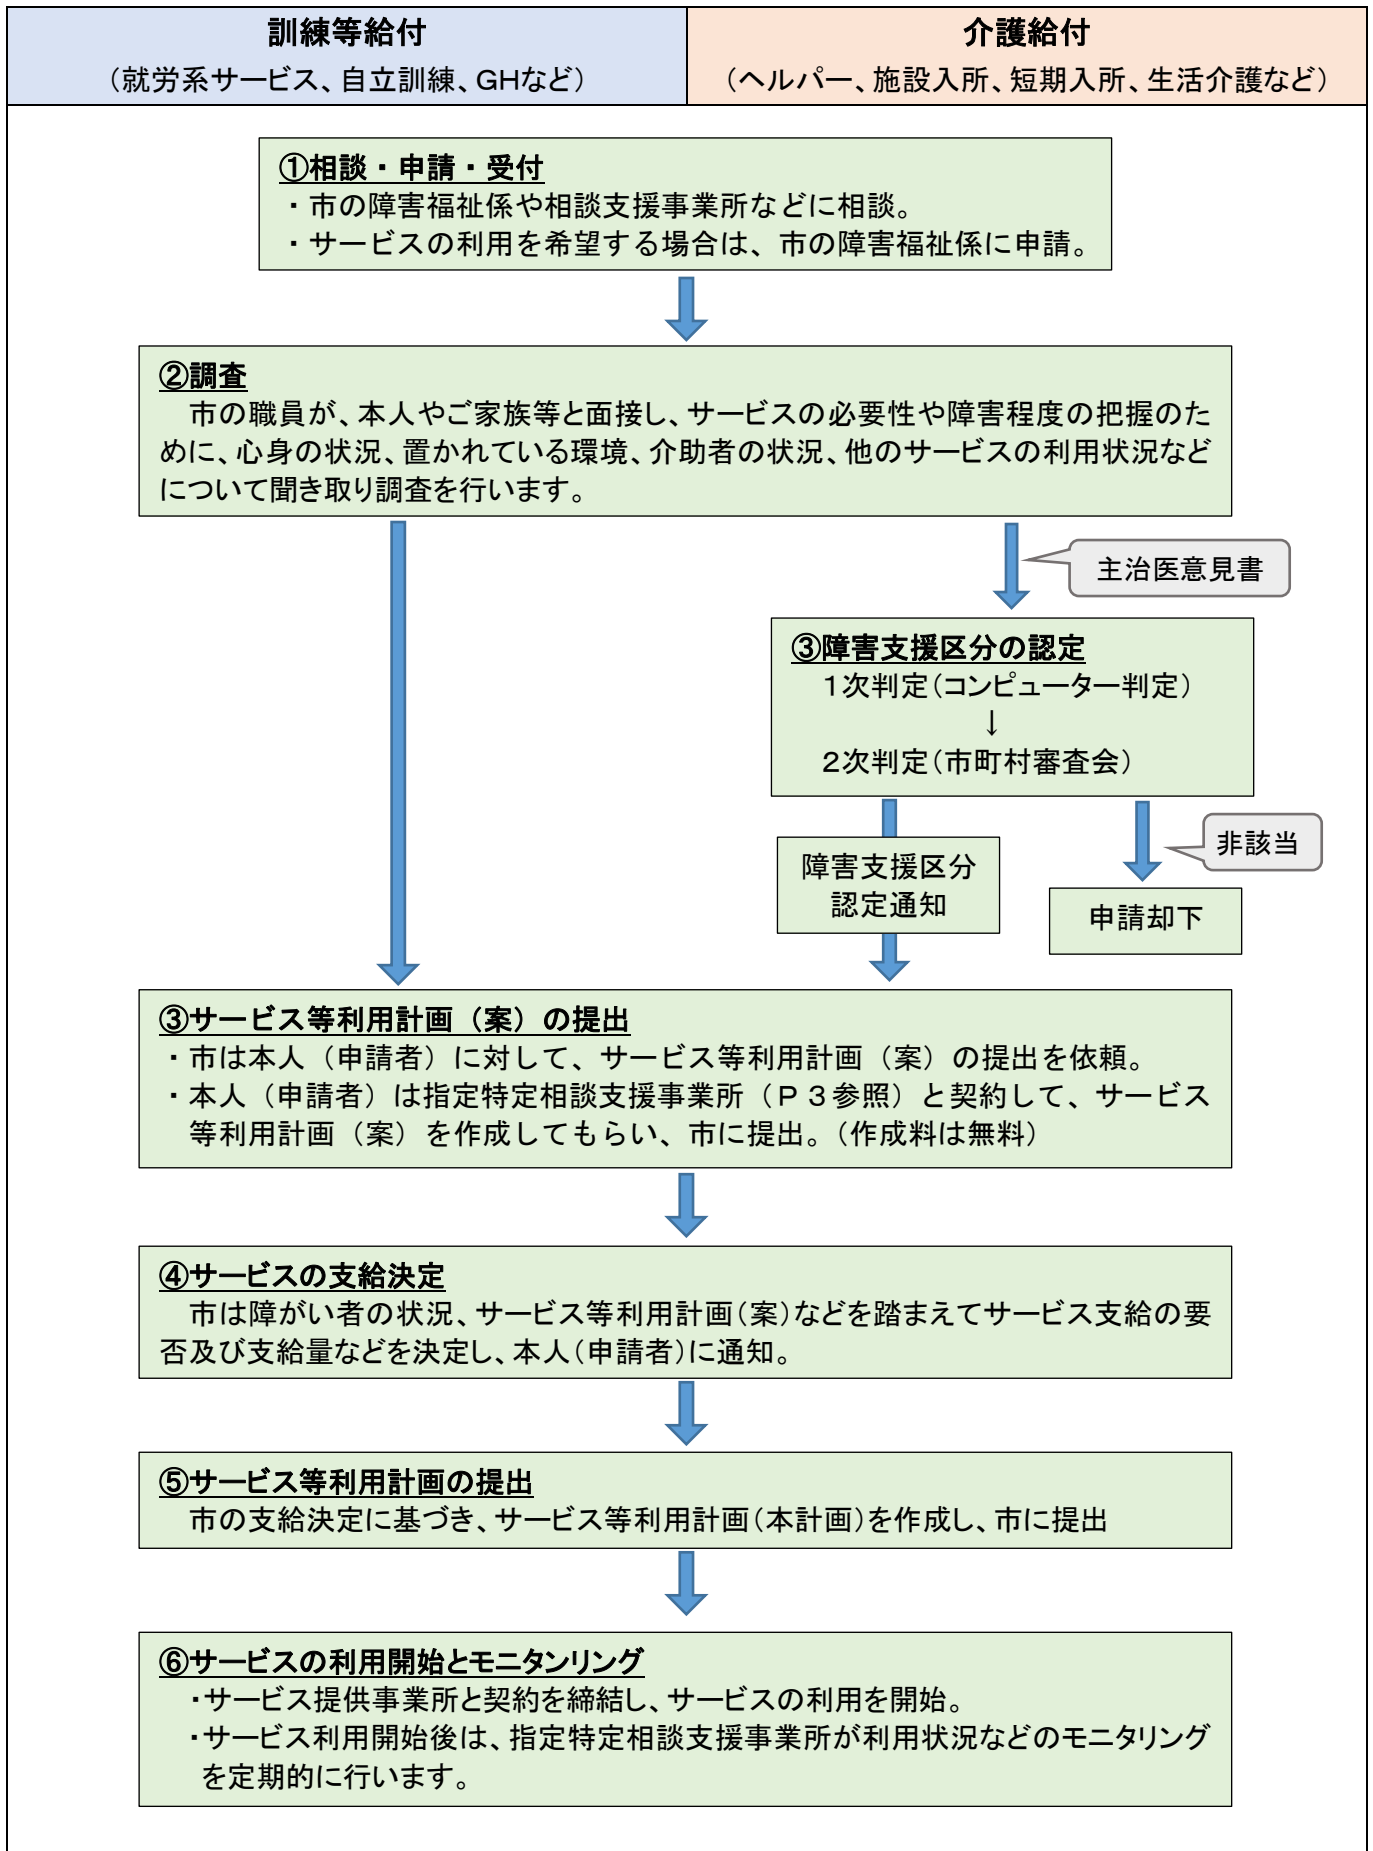 訓練等給付
（就労系サービス、自立訓練、GHなど）
介護給付
（ヘルパー、施設入所、短期入所、生活介護など）
①相談・申請・受付
・市の障害福祉係や相談支援事業所などに相談。
・サービスの利用を希望する場合は、市の障害福祉係に申請。
②調査
市の職員が、本人やご家族等と面接し、サービスの必要性や障害程度の把握のた
めに、心身の状況、置かれている環境、介助者の状況、他のサービスの利用状況など
について聞き取り調査を行います。
主治医意見書
③障害支援区分の認定
１次判定（コンピューター判定）
↓
２次判定（市町村審査会）
障害支援区分
認定通知
非該当
申請却下
③サービス等利用計画（案）の提出
・市は本人（申請者）に対して、サービス等利用計画（案）の提出を依頼。
・本人（申請者）は指定特定相談支援事業所（Ｐ３参照）と契約して、サービス
等利用計画（案）を作成してもらい、市に提出。（作成料は無料）
④サービスの支給決定
市は障がい者の状況、サービス等利用計画（案）などを踏まえてサービス支給の要
否及び支給量などを決定し、本人（申請者）に通知。
⑤サービス等利用計画の提出
市の支給決定に基づき、サービス等利用計画（本計画）を作成し、市に提出
⑥サービスの利用開始とモニタンリング
・サービス提供事業所と契約を締結し、サービスの利用を開始。
・サービス利用開始後は、指定特定相談支援事業所が利用状況などのモニタリング
を定期的に行います。